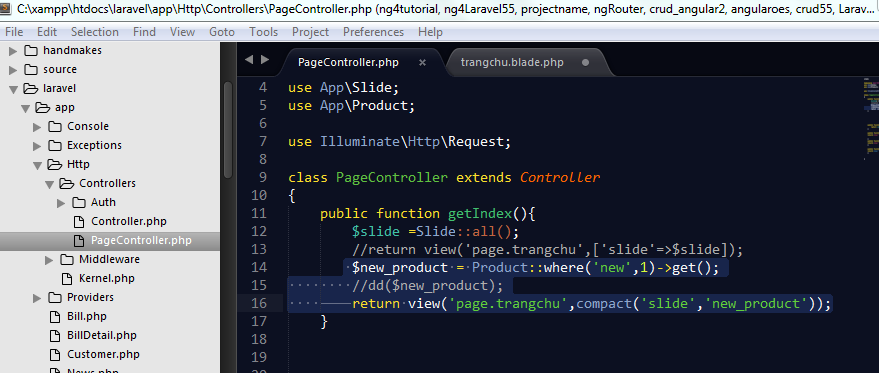 C:\xampp\htdocs\laravel\app\Http\Controllers\PageController.php (ng4tutorial, ng4Laravel55, projectname, ngRouter, crud_angular2, angularoes, crud55, Larav...
File Edit Selection Find View Goto Tools Project Preferences Help
handmakes
source
laravel
app
Console
Exceptions
Http
Controllers
Auth
Controller.php
PageController.php
Middleware
Kernel.php
Providers
Bill.php
BillDetail.php
Customer.php
News.php
PageController.php × trangchu.blade.php
4 use App\Slide;
5 use App\Product;
6
7 use Illuminate\Http\Request;
8
9 class PageController extends Controller
10 {
11 public function getIndex(){
12 $slide =Slide::all();
13 //return view('page.trangchu',['slide'=>$slide]);
14 $new_product = Product::where('new',1)->get();
15 //dd($new_product);
16 return view('page.trangchu',compact('slide','new_product'));
17 }
18
19
20